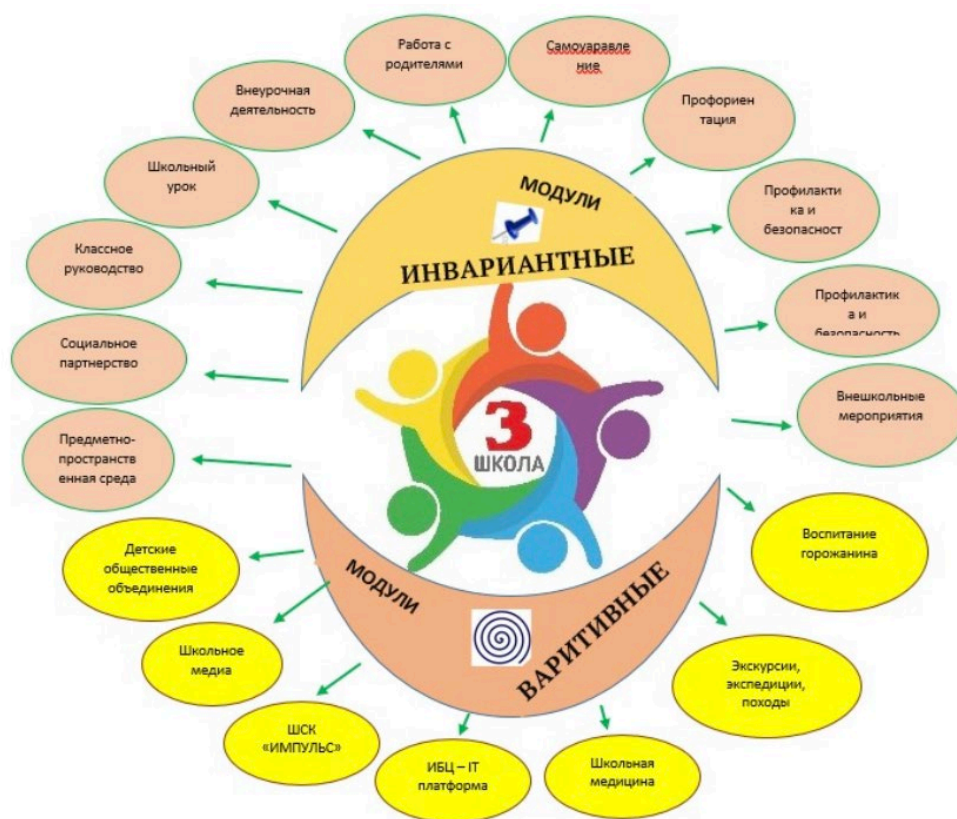 Работа с
родителями
Самоуаравле
ние
Внеурочная
деятельность
Профориен
тация
Школьный
урок
Профилакти
ка и
безопасност
Классное
руководство
Профилактик
а и
безопасность
Социальное
партнерство
Внешкольные
мероприятия
Предметно-
пространств
енная среда
МОДУЛИ
ИНВАРИАНТНЫЕ
3
ШКОЛА
МОДУЛИ
ВАРИТИВНЫЕ
Детские
общественные
объединения
Воспитание
горожанина
Школьное
медиа
Экскурсии,
экспедиции,
походы
ШСК
«ИМПУЛЬС»
ИБЦ – IT
платформа
Школьная
медицина